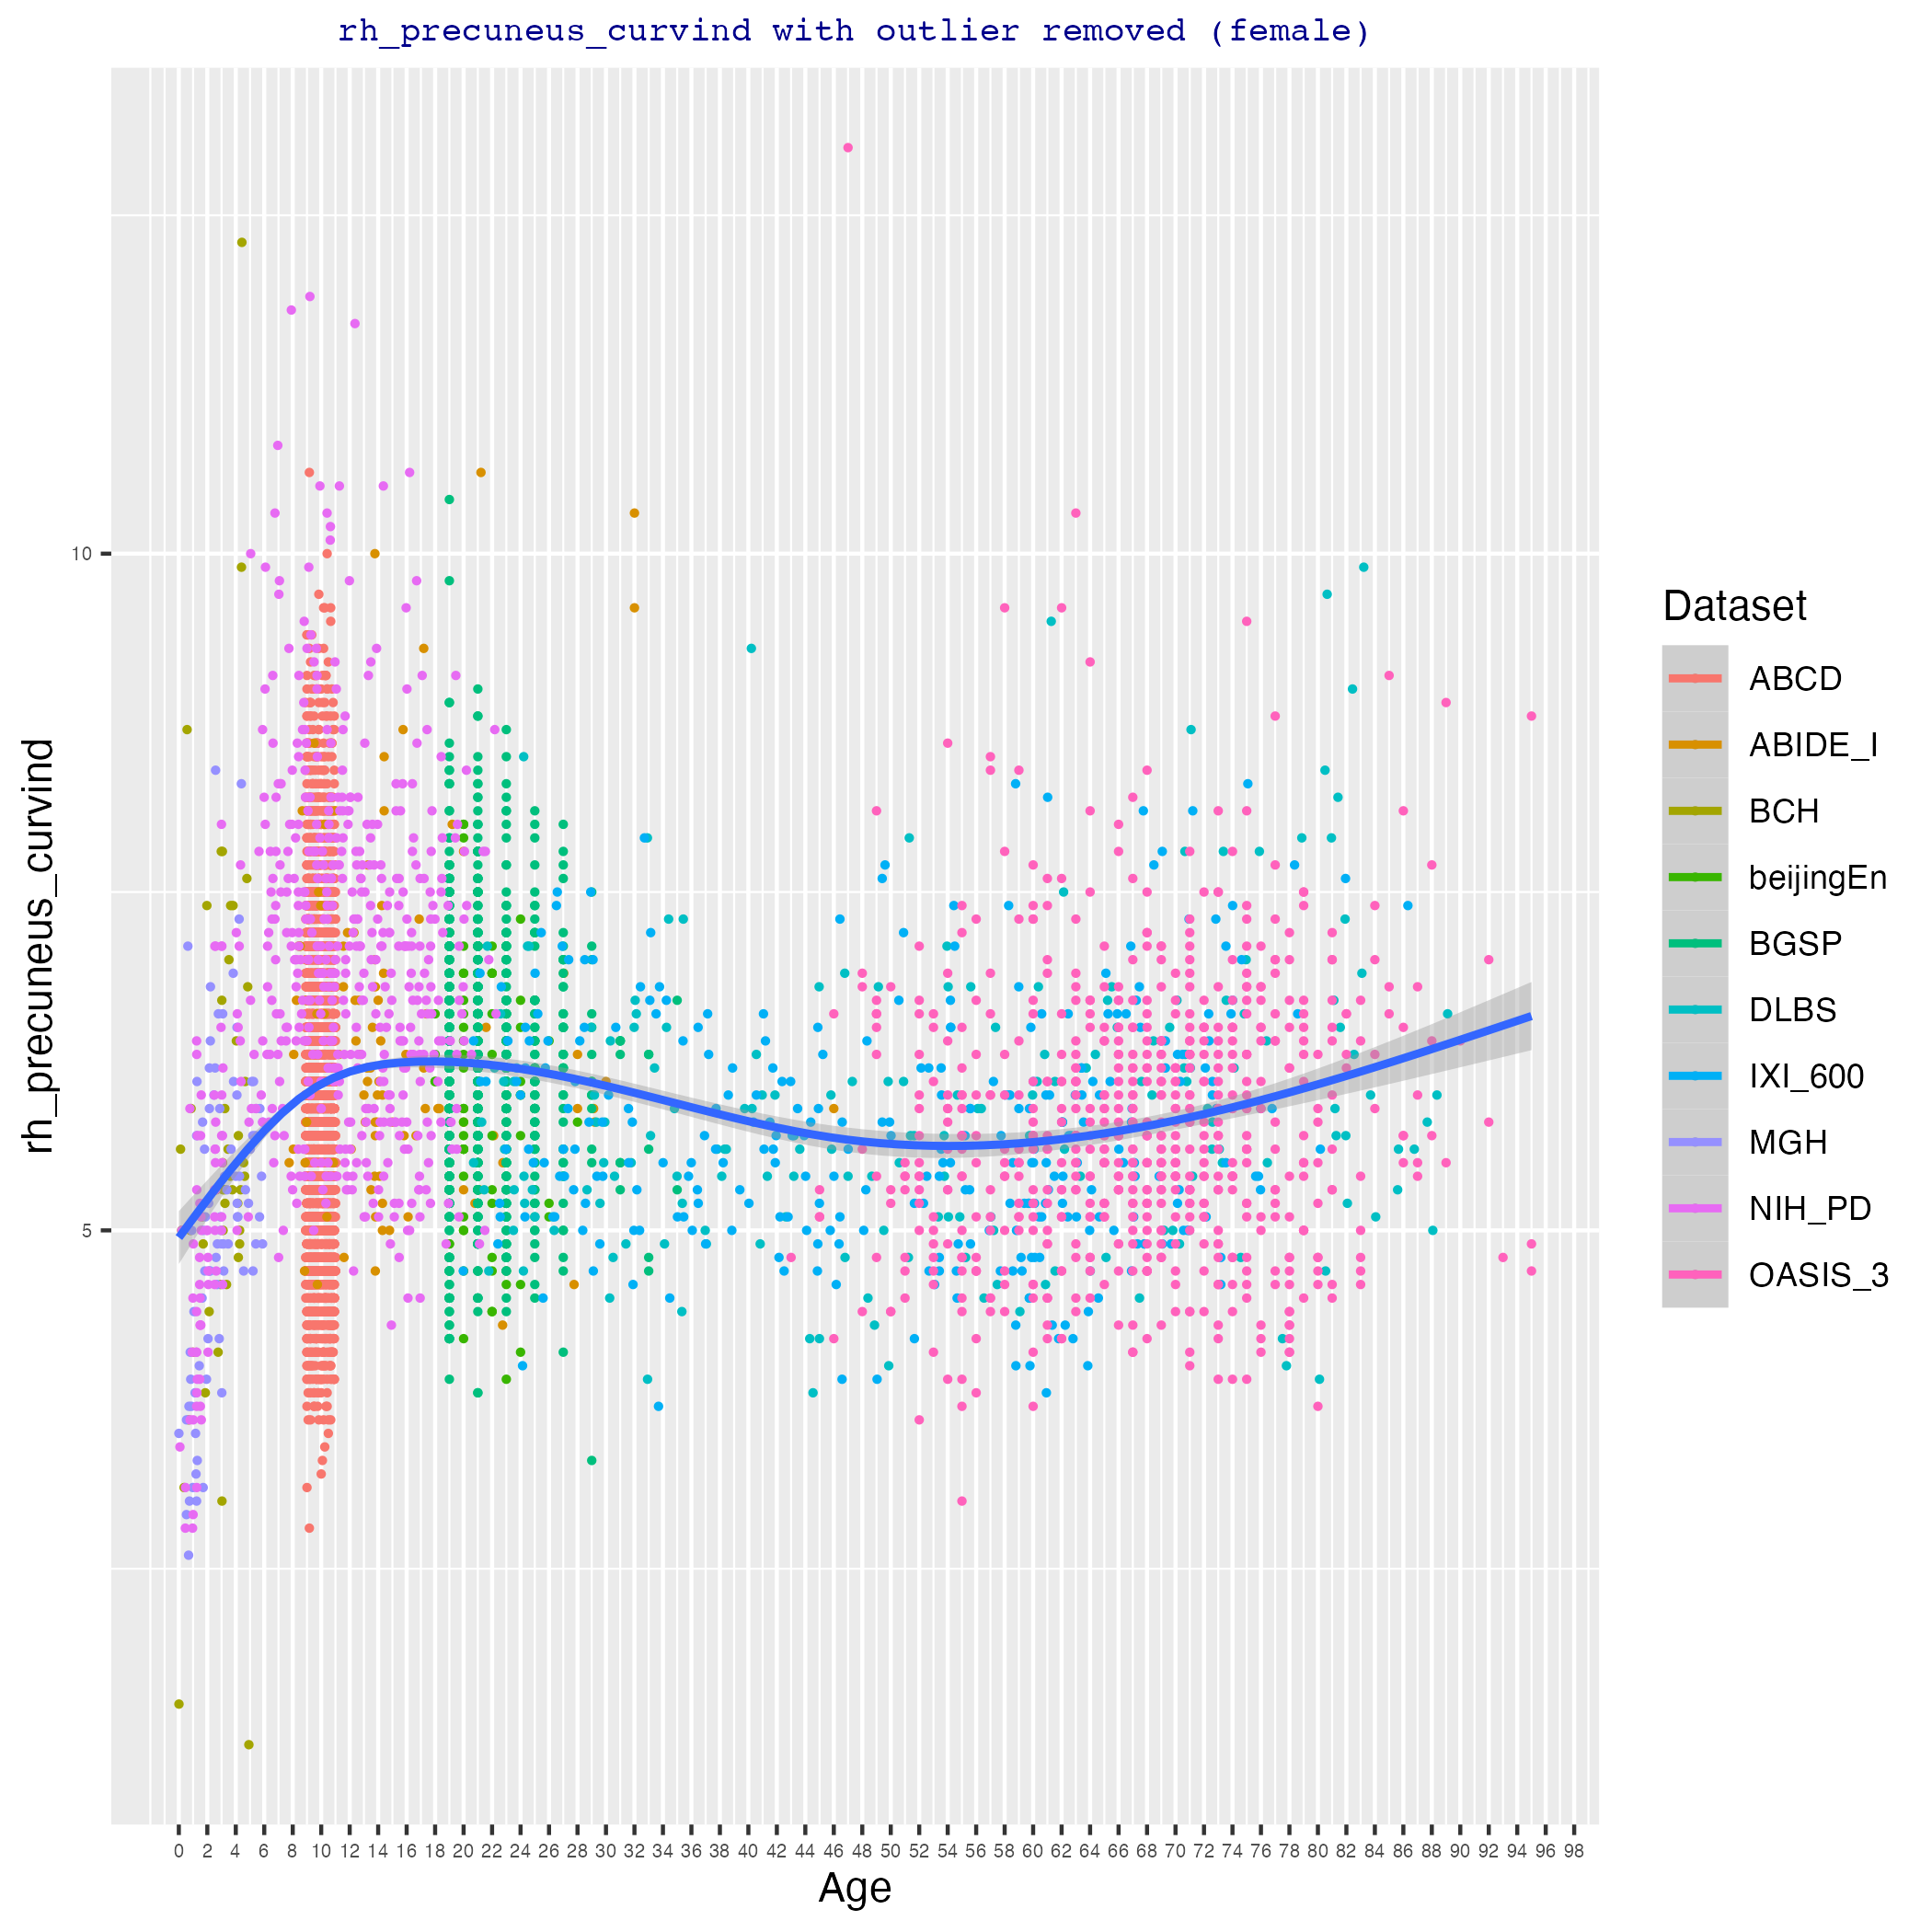 rh_precuneus_curvind with outlier removed (female)
rh_precuneus_curvind
10
5
0 2 4 6 8 10 12 14 16 18 20 22 24 26 28 30 32 34 36 38 40 42 44 46 48 50 52 54 56 58 60 62 64 66 68 70 72 74 76 78 80 82 84 86 88 90 92 94 96 98
Age
Dataset
ABCD
ABIDE_I
BCH
beijingEn
BGSP
DLBS
IXI_600
MGH
NIH_PD
OASIS_3